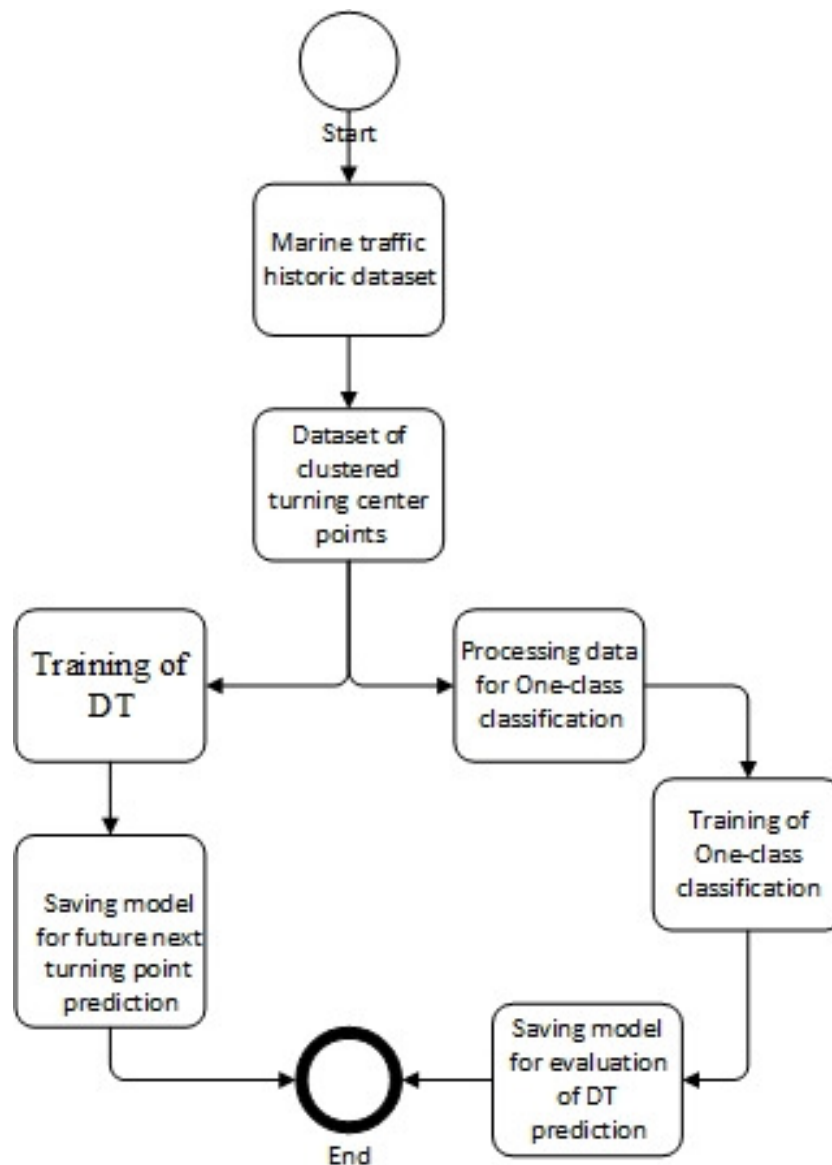 Start
Marine traffic
historic dataset
Dataset of
clustered
turning center
points
Training of
DT
Processing data
for One-class
classification
Training of
One-class
classification
Saving model
for future next
turning point
prediction
Saving model
for evaluation
of DT
prediction
End